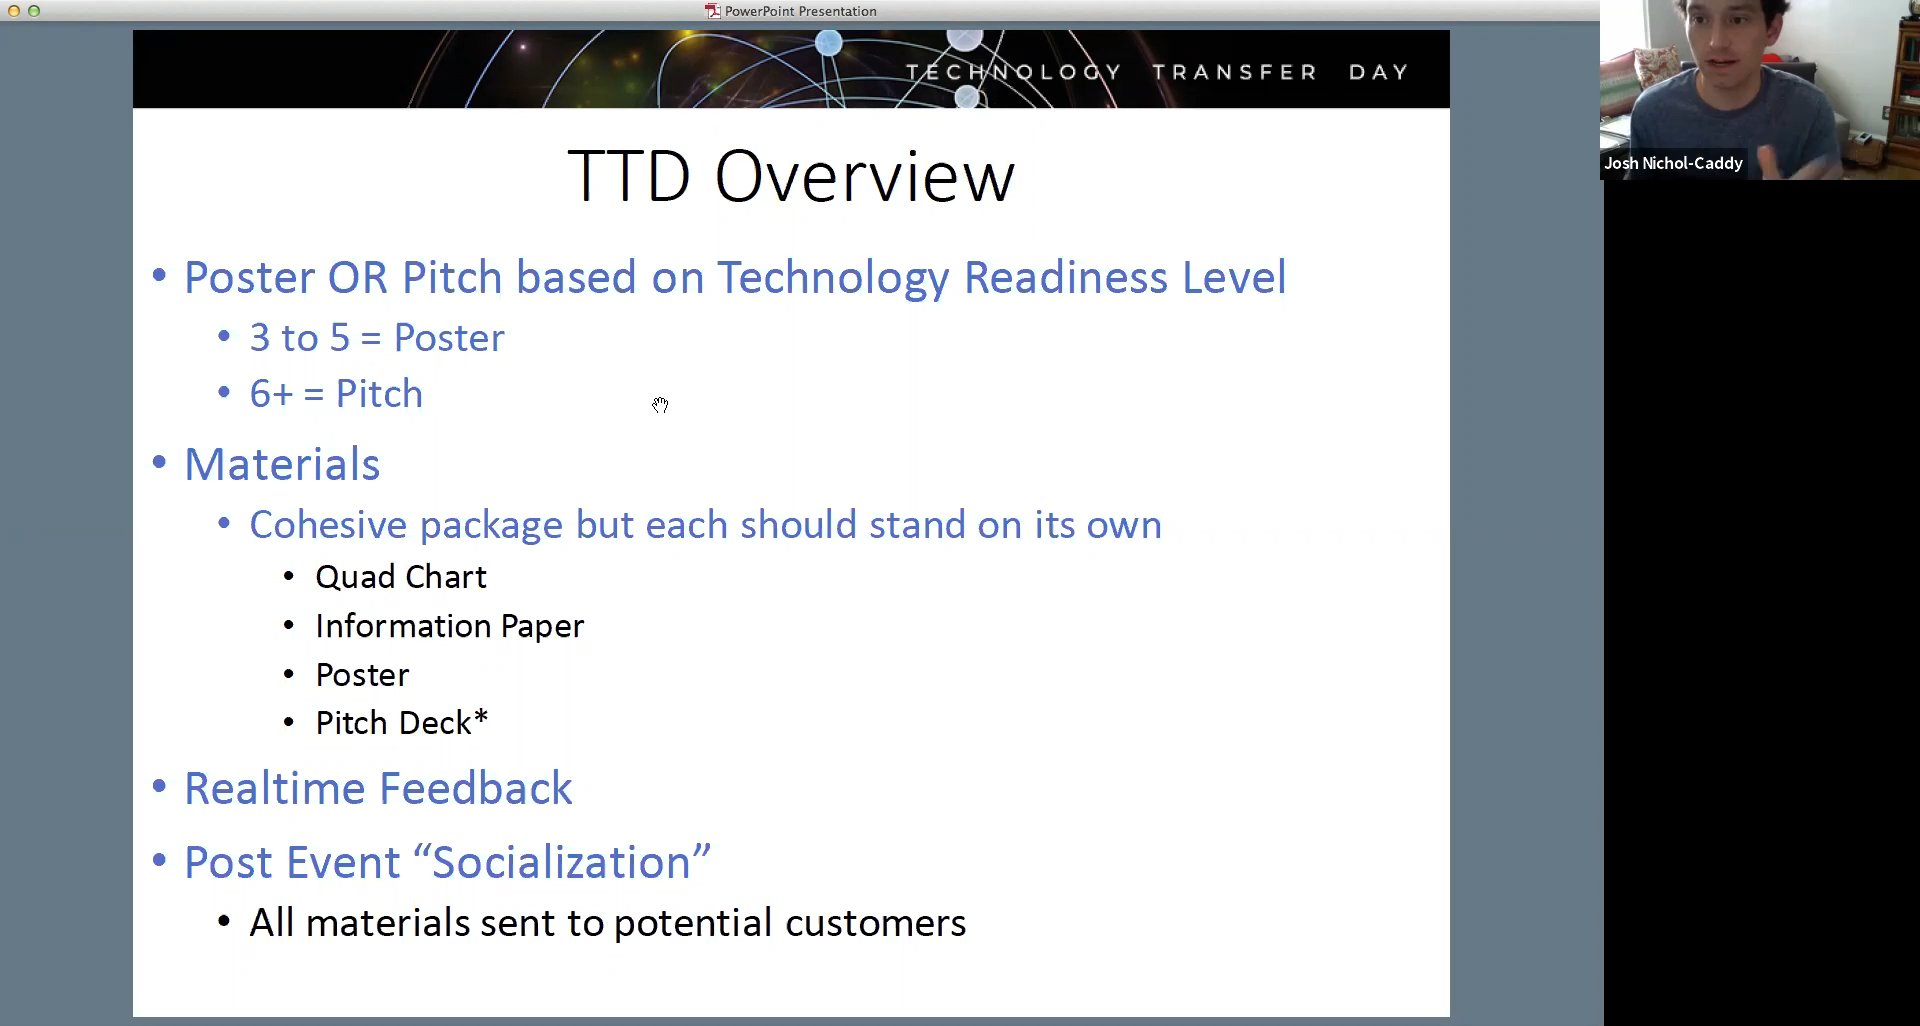 PowerPoint Presentation
TECHNOLOGY TRANSFER DAY
Josh Nichol-Caddy
TTD Overview
• Poster OR Pitch based on Technology Readiness Level
• 3 to 5 = Poster
• 6+ = Pitch
• Materials
• Cohesive package but each should stand on its own
• Quad Chart
• Information Paper
• Poster
• Pitch Deck*
• Realtime Feedback
• Post Event “Socialization”
• All materials sent to potential customers